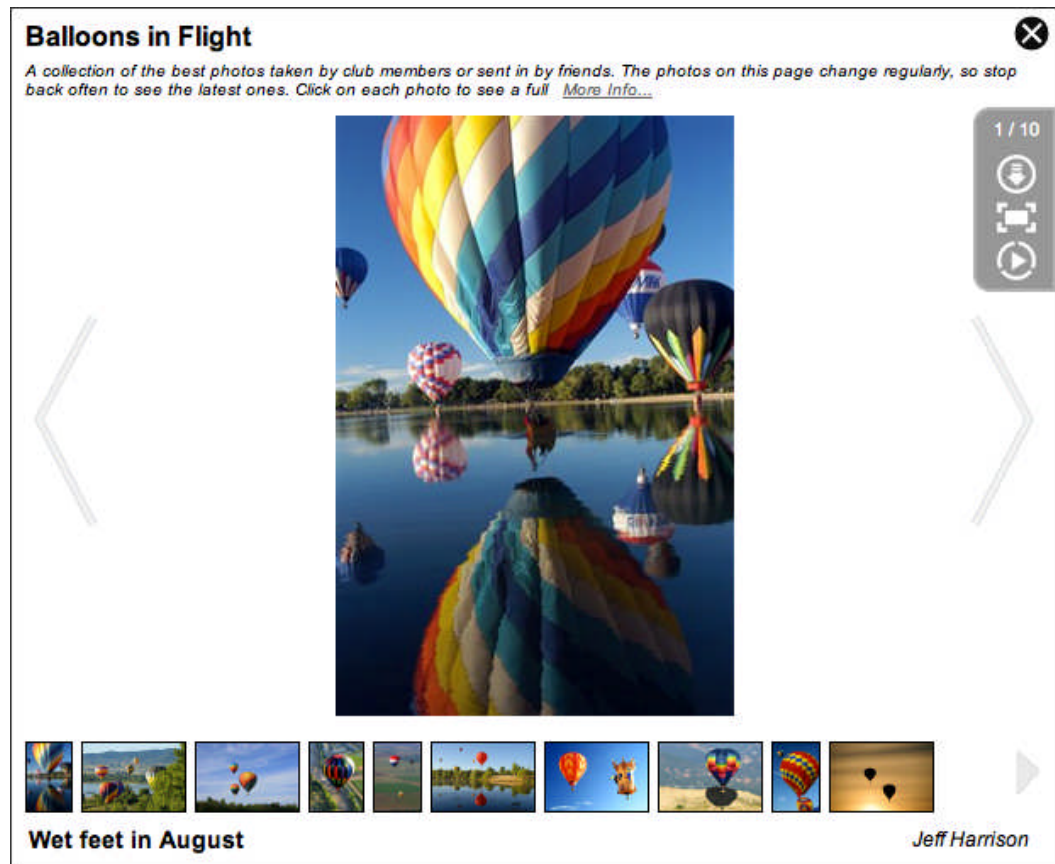 Balloons in Flight
A collection of the best photos taken by club members or sent in by friends. The photos on this page change regularly, so stop
back often to see the latest ones. Click on each photo to see a full More Info...
1 / 10
Wet feet in August
Jeff Harrison